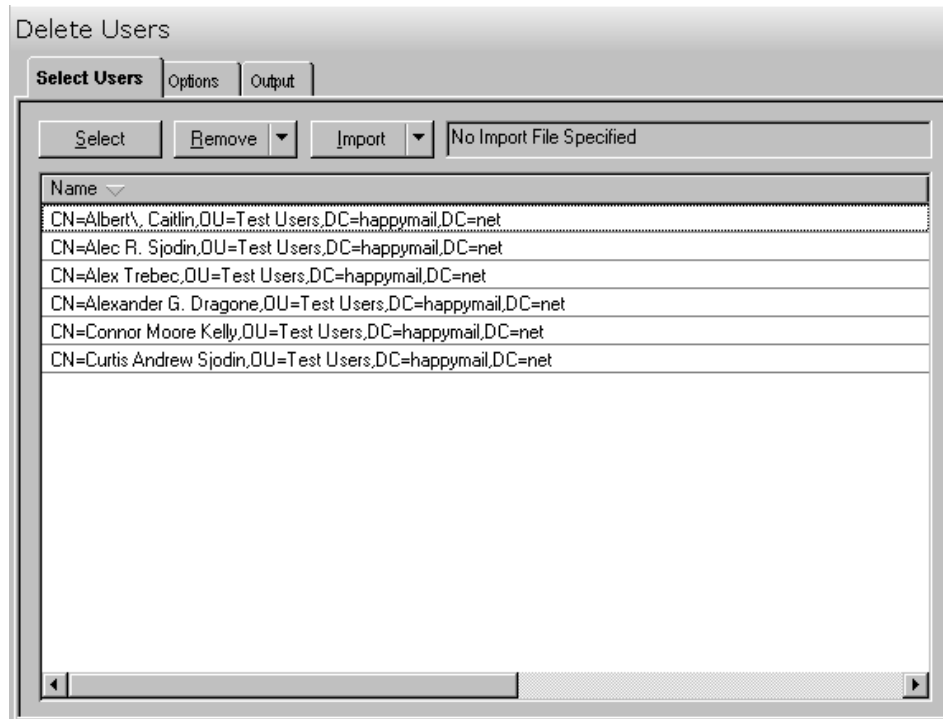 Delete Users
Select Users Options Output
Select Remove Import No Import File Specified
Name
CN=Albert\, Caitlin,OU=Test Users,DC=happymail,DC=net
CN=Alec R. Sjodin,OU=Test Users,DC=happymail,DC=net
CN=Alex Trebec,OU=Test Users,DC=happymail,DC=net
CN=Alexander G. Dragone,OU=Test Users,DC=happymail,DC=net
CN=Connor Moore Kelly,OU=Test Users,DC=happymail,DC=net
CN=Curtis Andrew Sjodin,OU=Test Users,DC=happymail,DC=net